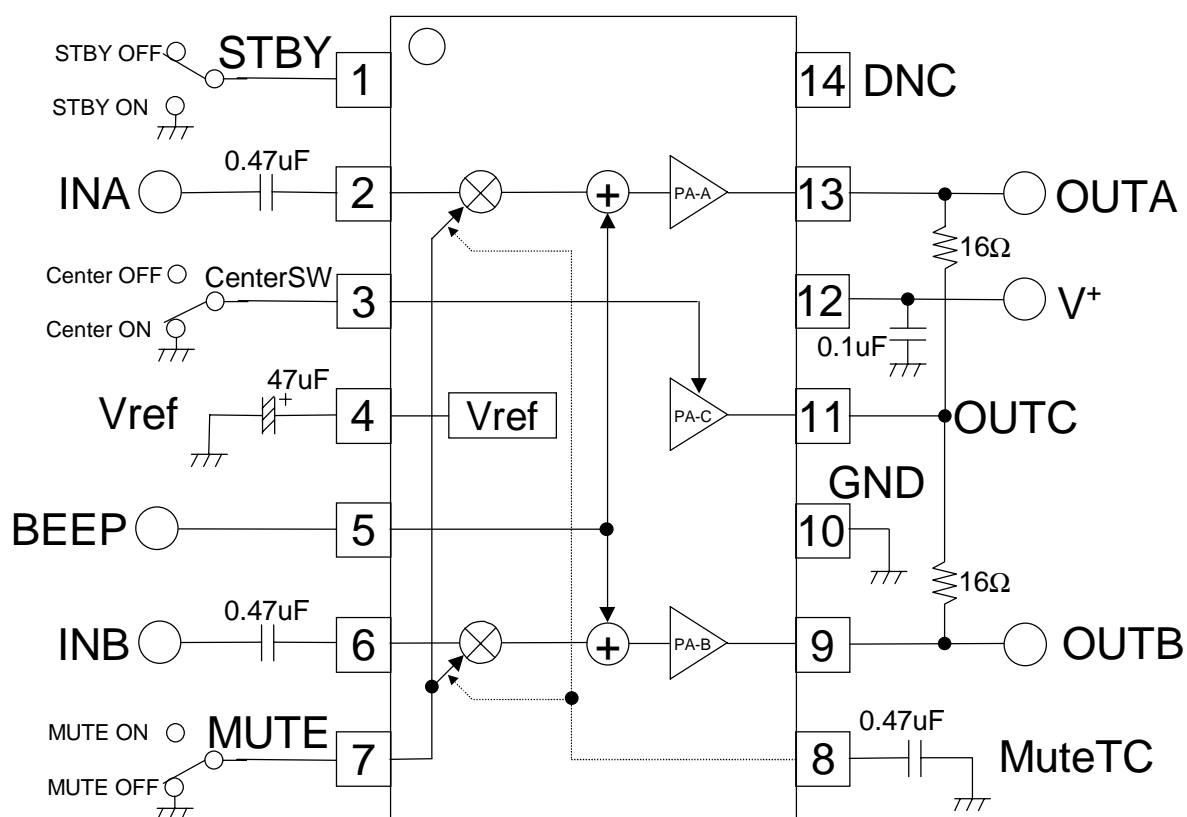 STBY OFF
STBY
1
14
DNC
STBY ON
0.47uF
INA
2
+
PA-A
13
OUTA
16Ω
Center OFF
CenterSW
3
12
V+
Center ON
0.1uF
47uF
+
Vref
4
Vref
PA-C
11
OUTC
GND
BEEP
5
10
16Ω
0.47uF
INB
6
+
PA-B
9
OUTB
MUTE ON
MUTE
7
0.47uF
8
MuteTC
MUTE OFF